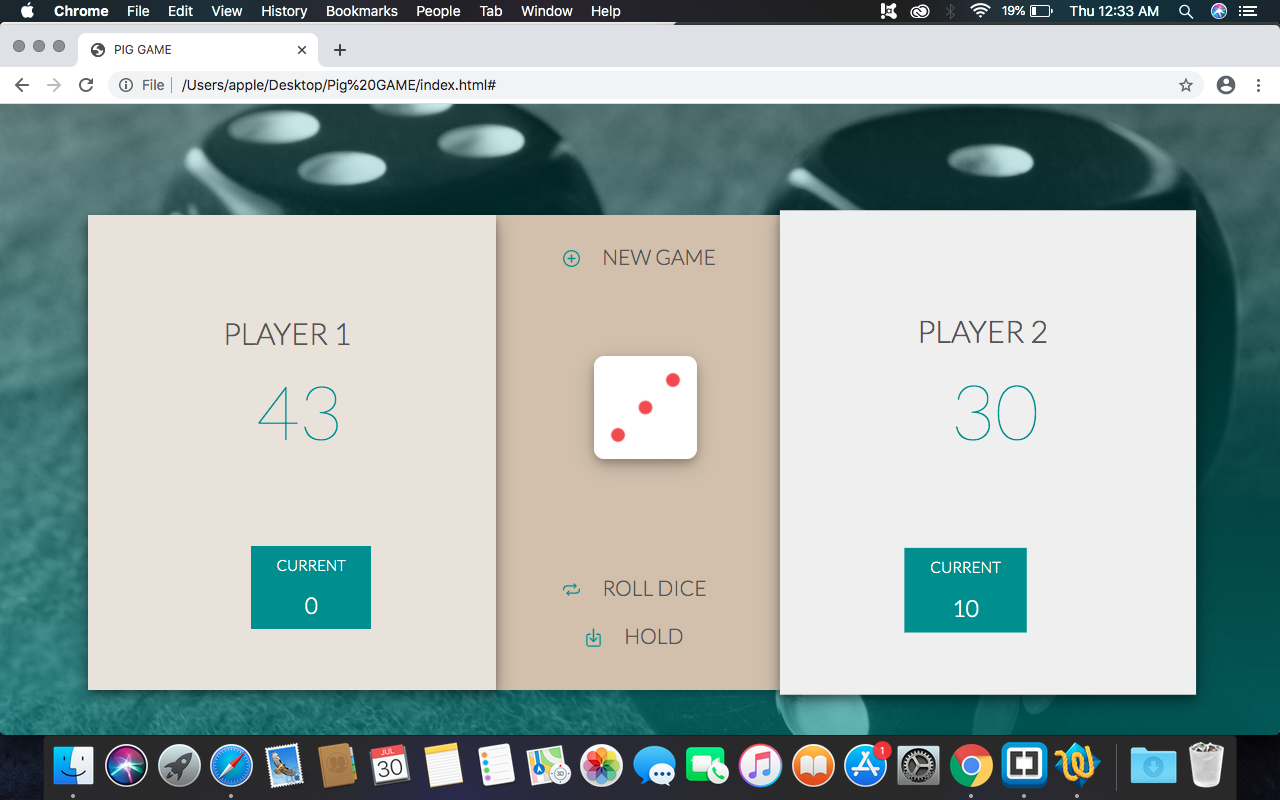 Chrome File Edit View History Bookmarks People Tab Window Help 19% Thu 12:33 AM
PIG GAME
File /Users/apple/Desktop/Pig%20GAME/index.html#
NEW GAME
PLAYER 1
43
PLAYER 2
30
CURRENT
0
ROLL DICE
HOLD
CURRENT
10
JUL
30
3D
1